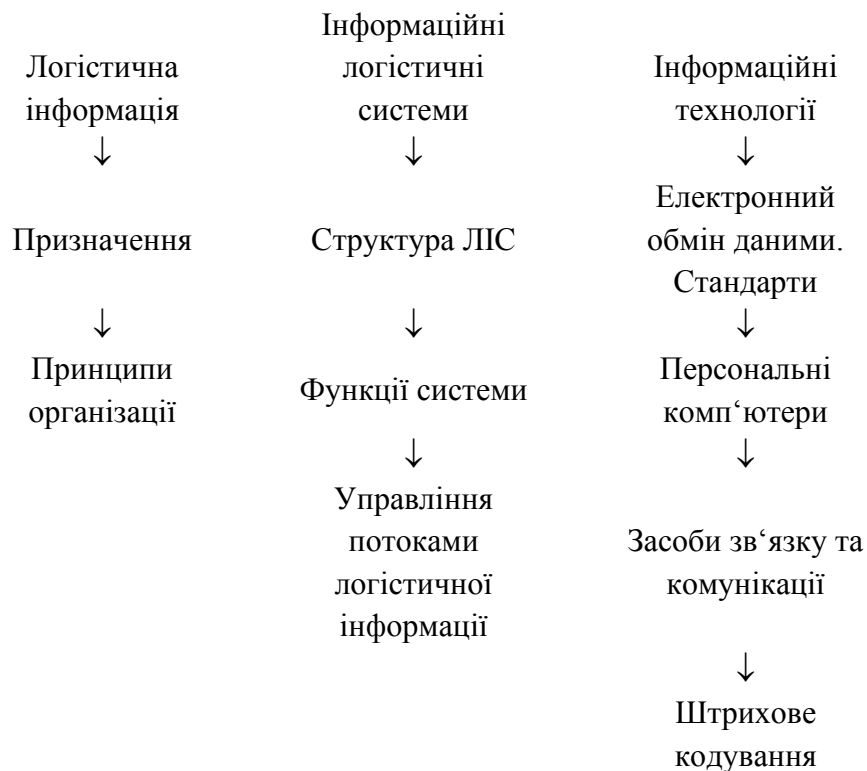 Логістична
інформація
↓
Призначення
↓
Принципи
організації
Інформаційні
логістичні
системи
↓
Структура ЛІС
↓
Функції системи
↓
Управління
потоками
логістичної
інформації
Інформаційні
технології
↓
Електронний
обмін даними.
Стандарти
↓
Персональні
комп‘ютери
↓
Засоби зв‘язку та
комунікації
↓
Штрихове
кодування